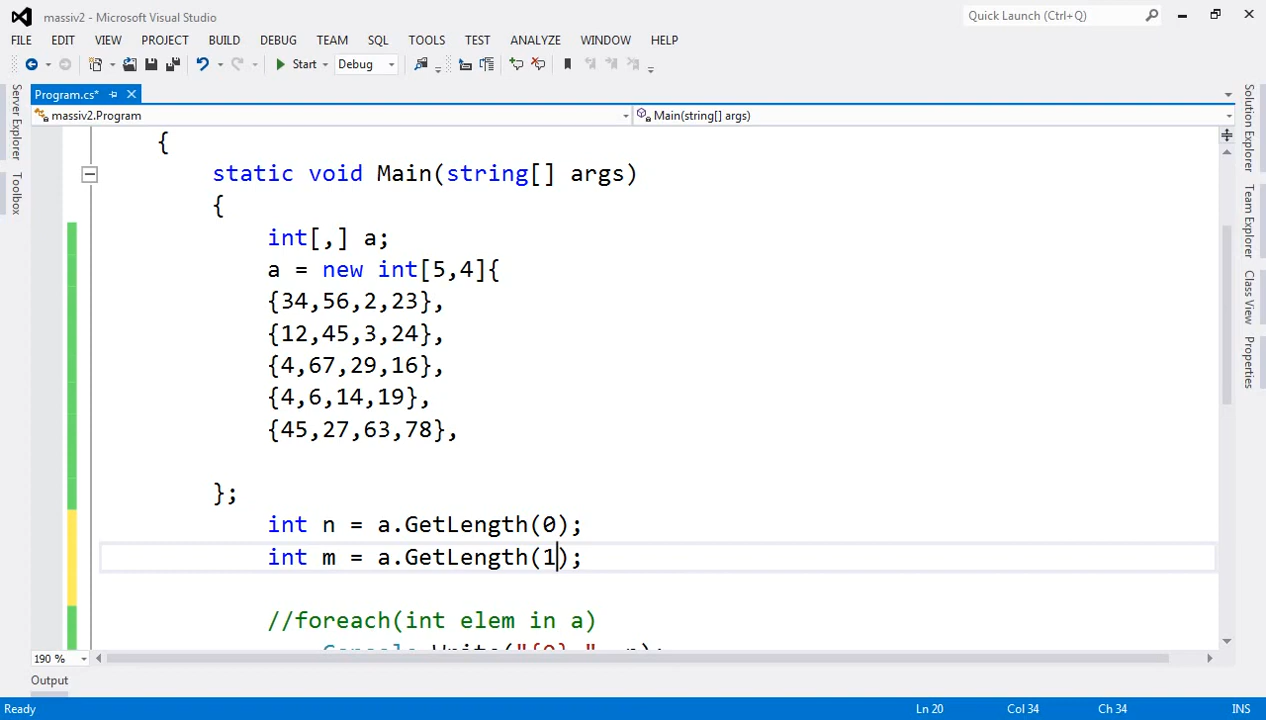 massiv2 - Microsoft Visual Studio
Quick Launch (Ctrl+Q)
FILE EDIT VIEW PROJECT BUILD DEBUG TEAM SQL TOOLS TEST ANALYZE WINDOW HELP
Start Debug
Program.cs*
massiv2.Program Main(string[] args)
Server Explorer
Toolbox
{
static void Main(string[] args)
{
int[,] a;
a = new int[5,4]{
{34,56,2,23},
{12,45,3,24},
{4,67,29,16},
{4,6,14,19},
{45,27,63,78},
};
int n = a.GetLength(0);
int m = a.GetLength(1);
//foreach(int elem in a)
Console.Write("{0} ", n);
Solution Explorer
Team Explorer
Class View
Properties
190 %
Output
Ready Ln 20 Col 34 Ch 34 INS